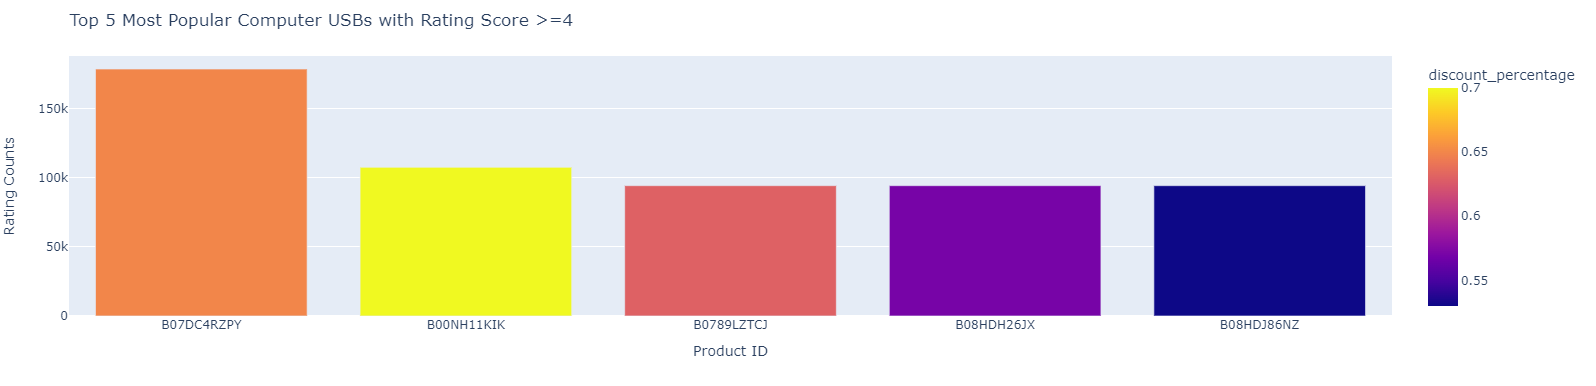 Top 5 Most Popular Computer USBs with Rating Score >=4
Rating Counts
150k
100k
50k
0
B07DC4RZPY
B00NH11KIK
B0789LZTCJ
B08HDH26JX
B08HDJ86NZ
Product ID
discount_percentage
0.7
0.65
0.6
0.55